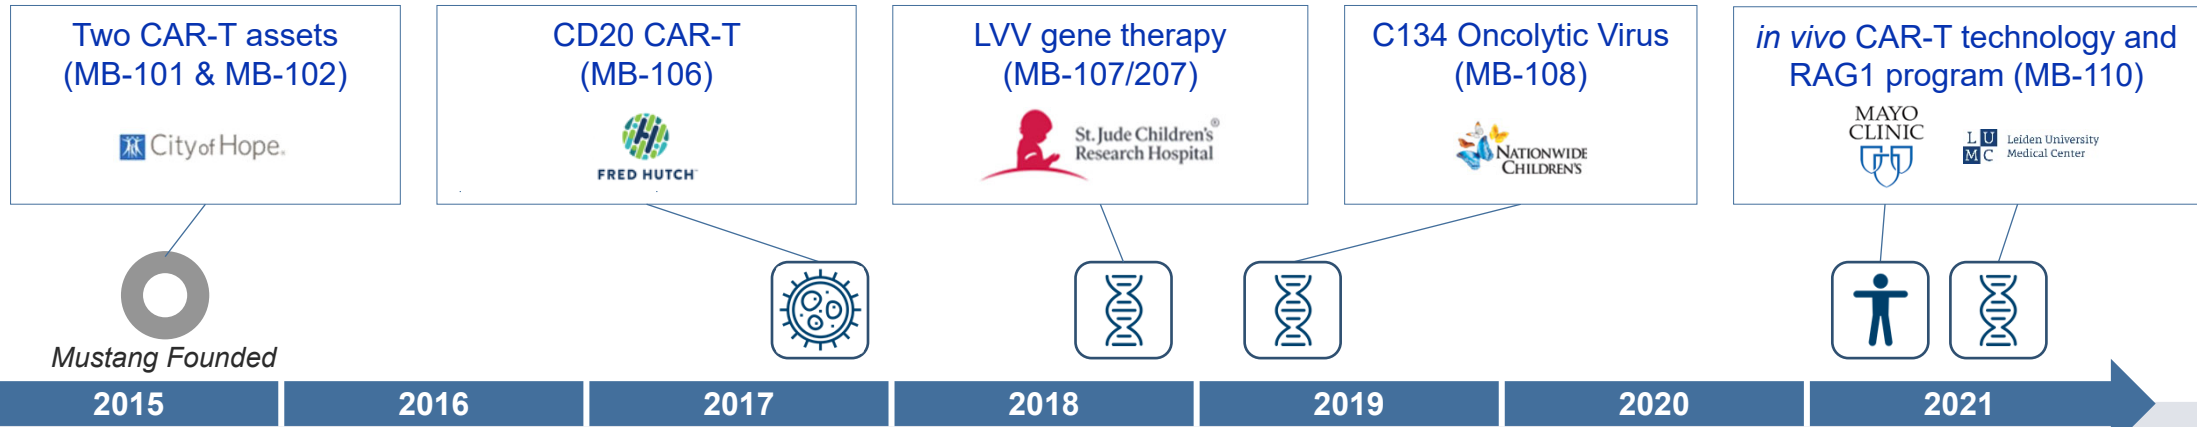 Two CAR-T assets
(MB-101 & MB-102)
City of Hope.
CD20 CAR-T
(MB-106)
FRED HUTCH
LVV gene therapy
(MB-107/207)
St. Jude Children's®
Research Hospital
C134 Oncolytic Virus
(MB-108)
NATIONWIDE
CHILDREN'S
in vivo CAR-T technology and
RAG1 program (MB-110)
MAYO
CLINIC
L U
M C
Leiden University
Medical Center
Mustang Founded
2015 2016 2017 2018 2019 2020 2021